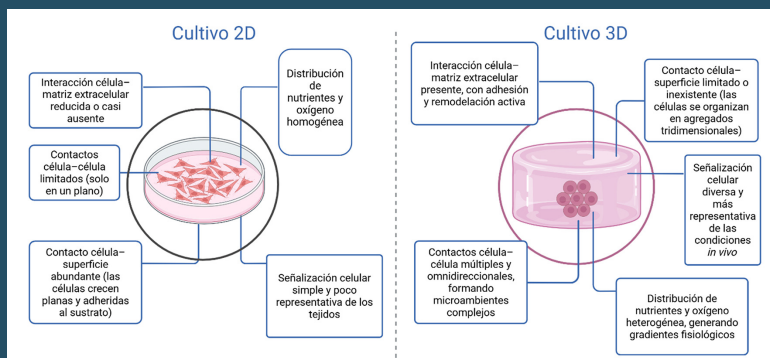 Cultivo 2D
Interacción célula–
matriz extracelular
reducida o casi
ausente
Distribución
de
nutrientes y
oxígeno
homogénea
Contactos
célula–célula
limitados (solo
en un plano)
Contacto célula–
superficie
abundante (las
células crecen
planas y adheridas
al sustrato)
Señalización celular
simple y poco
representativa de los
tejidos
Cultivo 3D
Interacción célula–
matriz extracelular
presente, con adhesión
y remodelación activa
Contacto célula–
superficie limitado o
inexistente (las
células se organizan
en agregados
tridimensionales)
Señalización
celular
diversa y
más
representativa
de las
condiciones
in vivo
Contactos célula–
célula múltiples y
omnidireccionales,
formando
microambientes
complejos
Distribución de
nutrientes y oxígeno
heterogénea, generando
gradientes fisiológicos